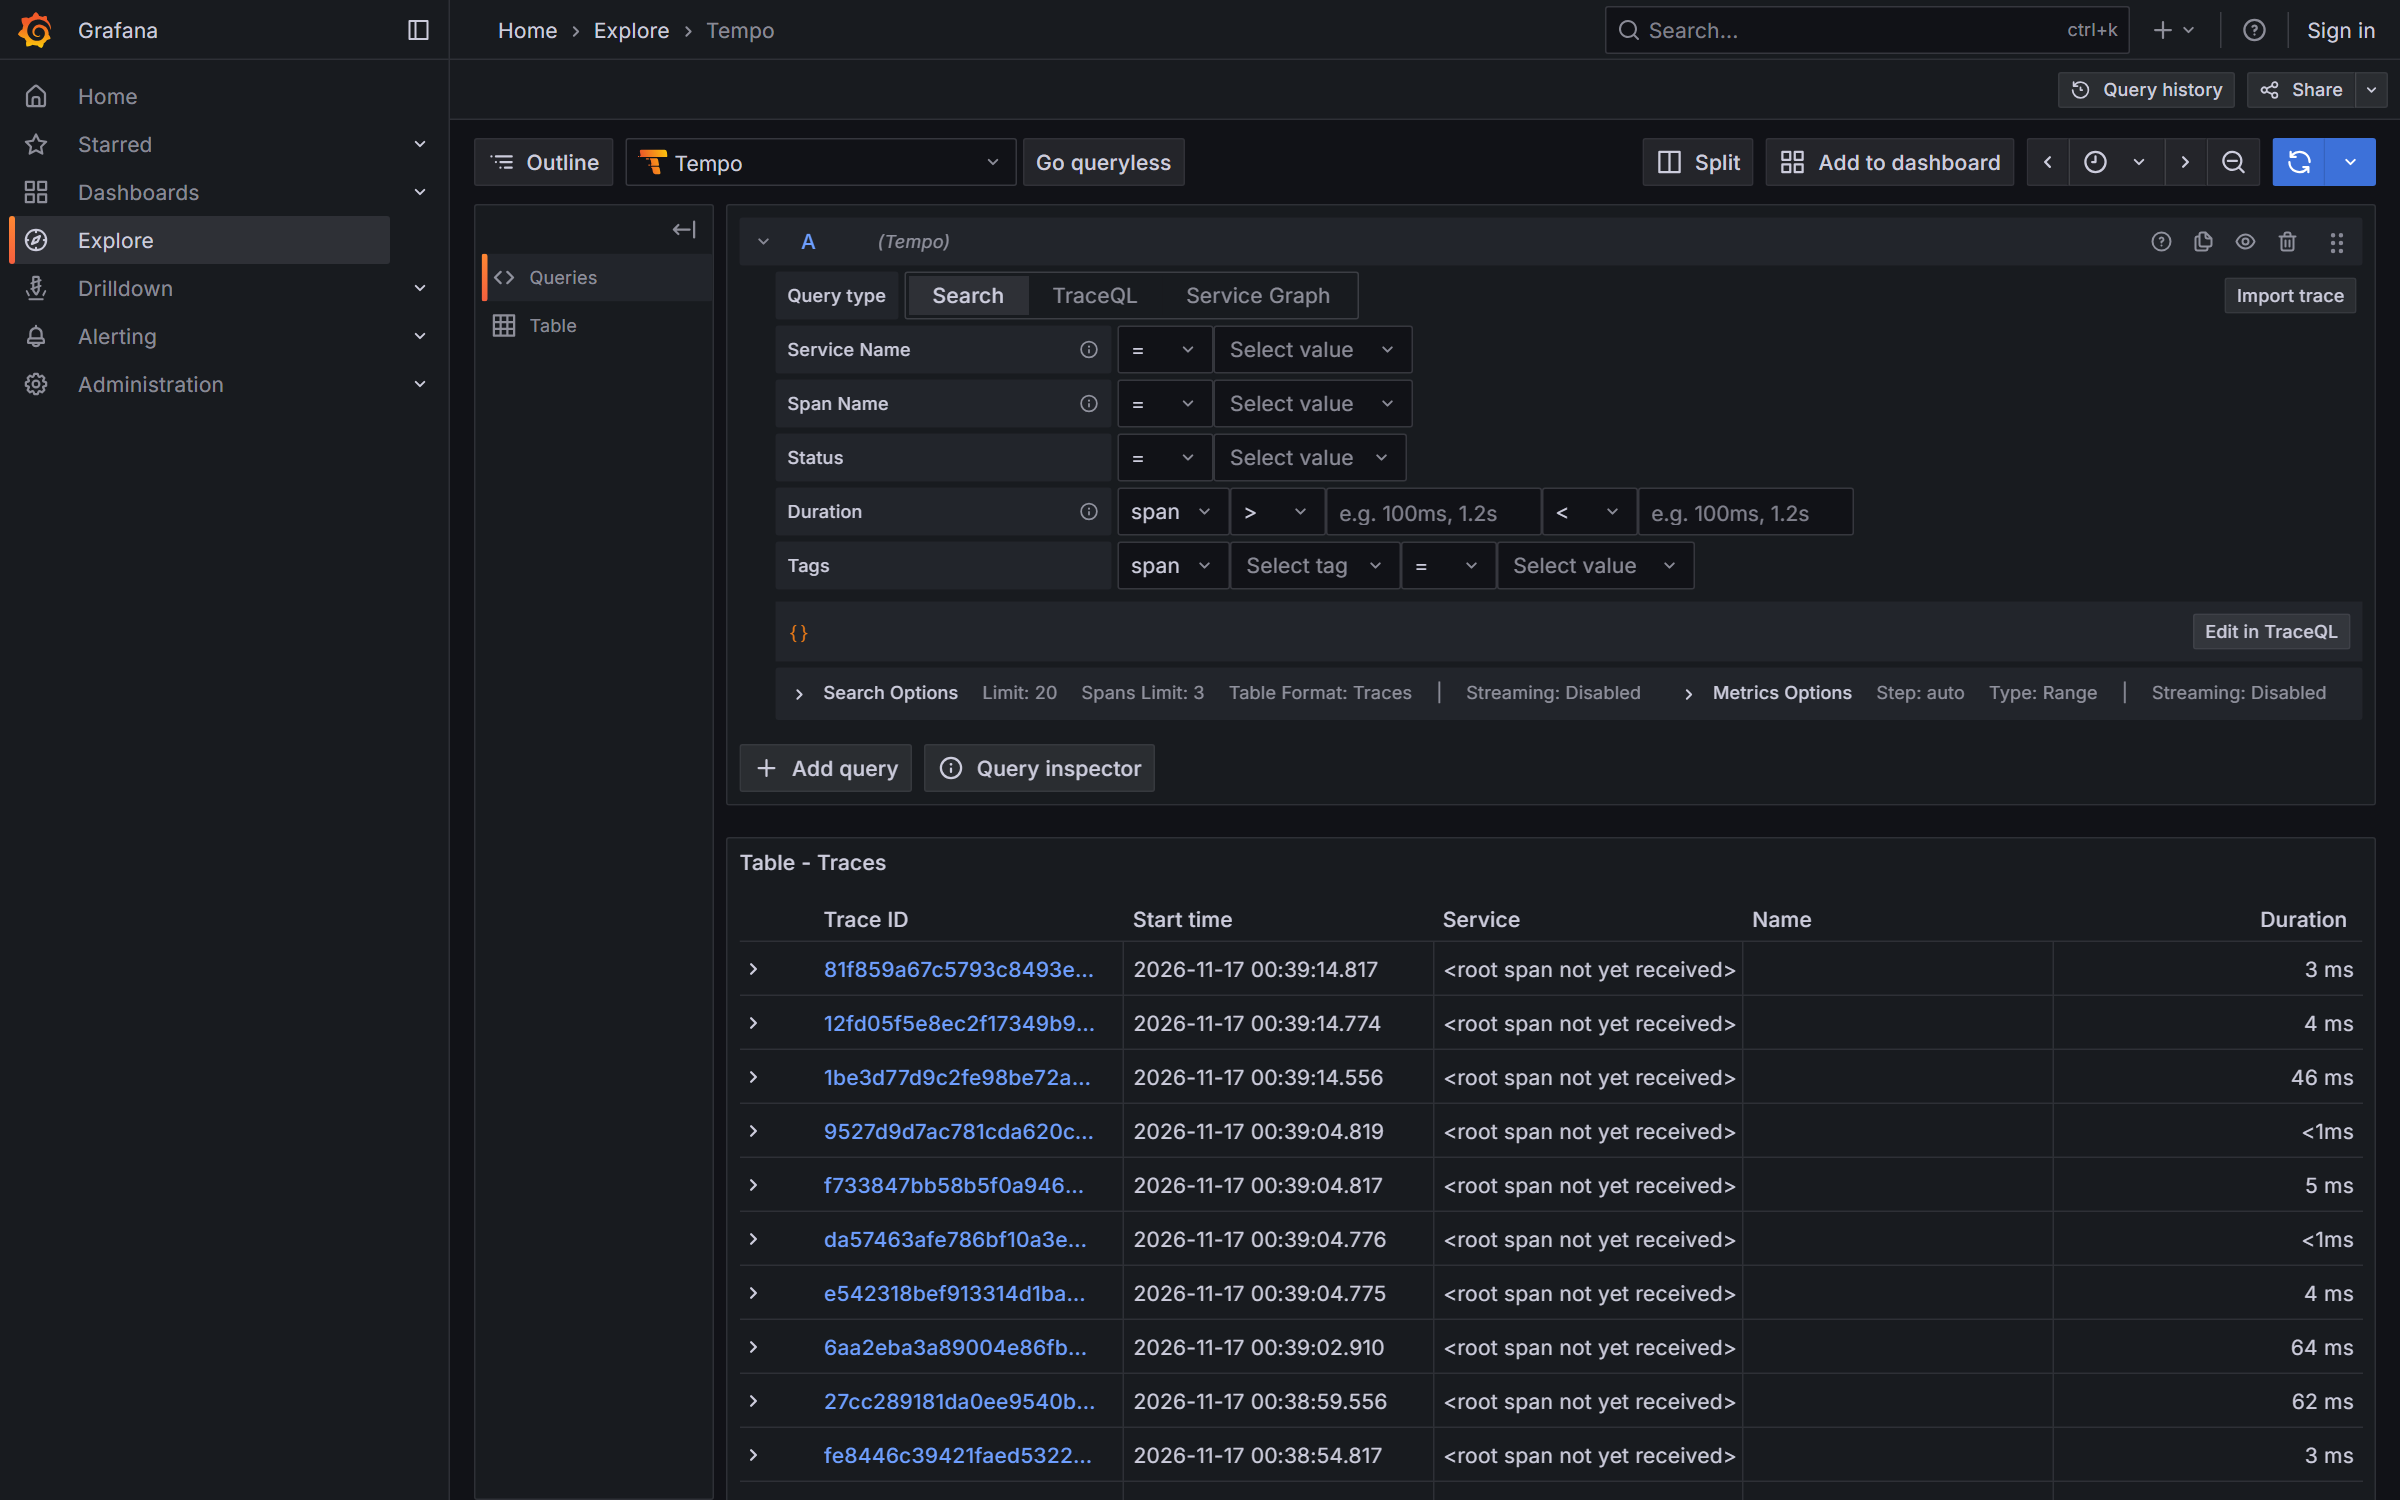 Grafana
Home › Explore › Tempo
Search...
ctrl+k
Sign in
Home
Starred
Dashboards
Explore
Drilldown
Alerting
Administration
Query history
Share
Outline
Tempo
Go queryless
Split
Add to dashboard
Queries
Table
A
(Tempo)
Query type
Search
TraceQL
Service Graph
Import trace
Service Name
=
Select value
Span Name
=
Select value
Status
=
Select value
Duration
span
>
e.g. 100ms, 1.2s
<
e.g. 100ms, 1.2s
Tags
span
Select tag
=
Select value
{}
Edit in TraceQL
Search Options Limit: 20 Spans Limit: 3 Table Format: Traces | Streaming: Disabled
Metrics Options Step: auto Type: Range | Streaming: Disabled
Add query
Query inspector
Table - Traces
Trace ID Start time Service Name Duration
81f859a67c5793c8493e... 2026-11-17 00:39:14.817 <root span not yet received> 3 ms
12fd05f5e8ec2f17349b9... 2026-11-17 00:39:14.774 <root span not yet received> 4 ms
1be3d77d9c2fe98be72a... 2026-11-17 00:39:14.556 <root span not yet received> 46 ms
9527d9d7ac781cda620c... 2026-11-17 00:39:04.819 <root span not yet received> <1ms
f733847bb58b5f0a946... 2026-11-17 00:39:04.817 <root span not yet received> 5 ms
da57463afe786bf10a3e... 2026-11-17 00:39:04.776 <root span not yet received> <1ms
e542318bef913314d1ba... 2026-11-17 00:39:04.775 <root span not yet received> 4 ms
6aa2eba3a89004e86fb... 2026-11-17 00:39:02.910 <root span not yet received> 64 ms
27cc289181da0ee9540b... 2026-11-17 00:38:59.556 <root span not yet received> 62 ms
fe8446c39421faed5322... 2026-11-17 00:38:54.817 <root span not yet received> 3 ms